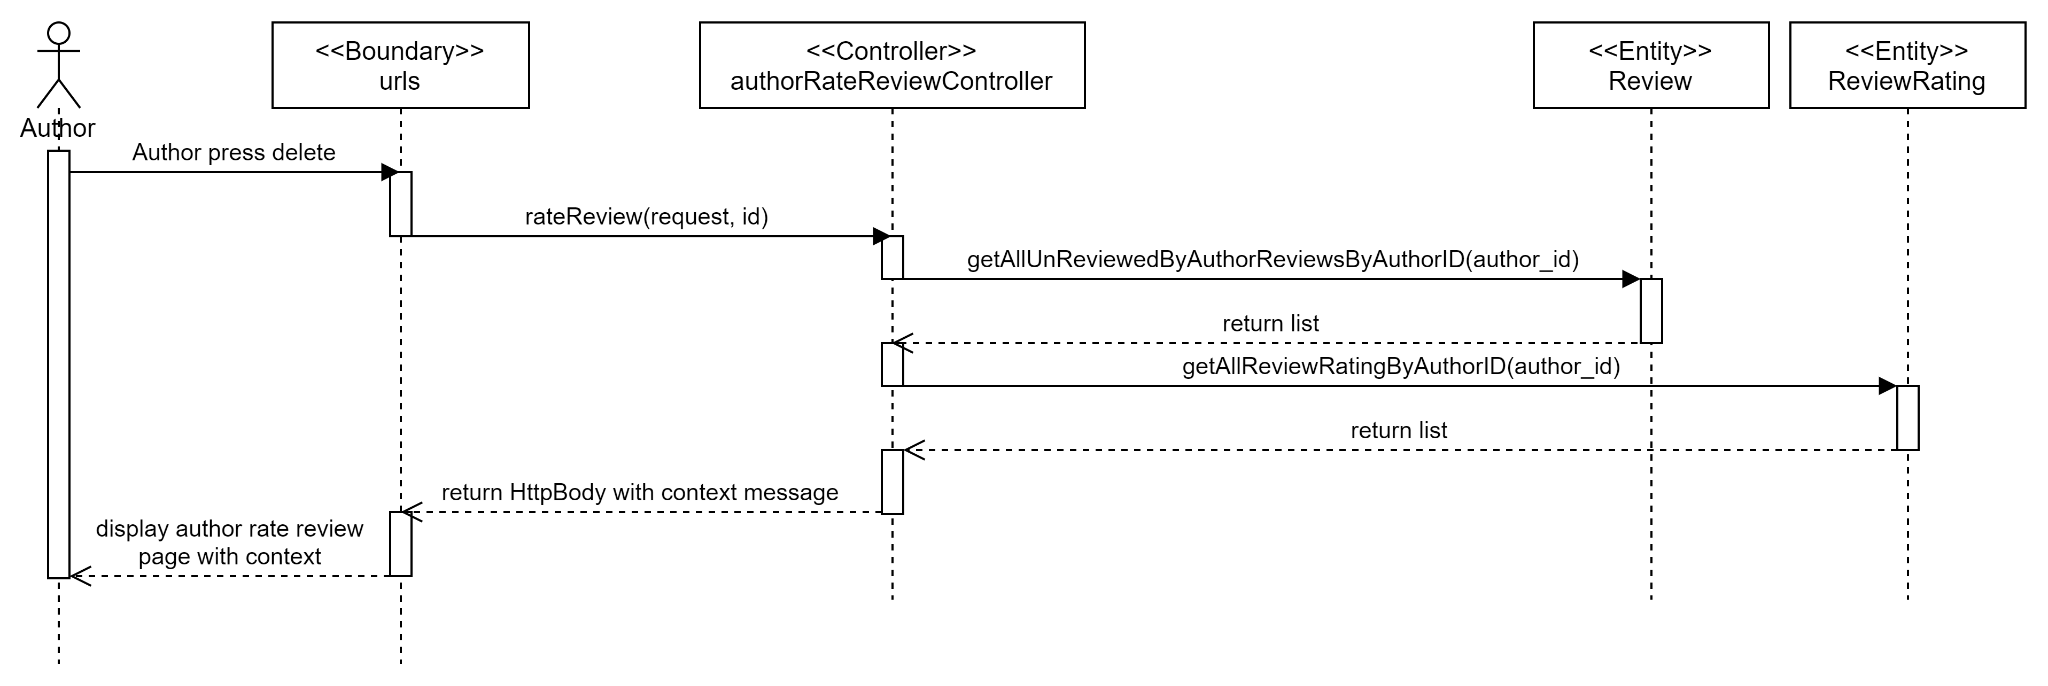 Author
<<Boundary>>
urls
<<Controller>>
authorRateReviewController
<<Entity>>
Review
<<Entity>>
ReviewRating
Author press delete
rateReview(request, id)
getAllUnReviewedByAuthorReviewsByAuthorID(author_id)
return list
getAllReviewRatingByAuthorID(author_id)
return list
return HttpBody with context message
display author rate review
page with context